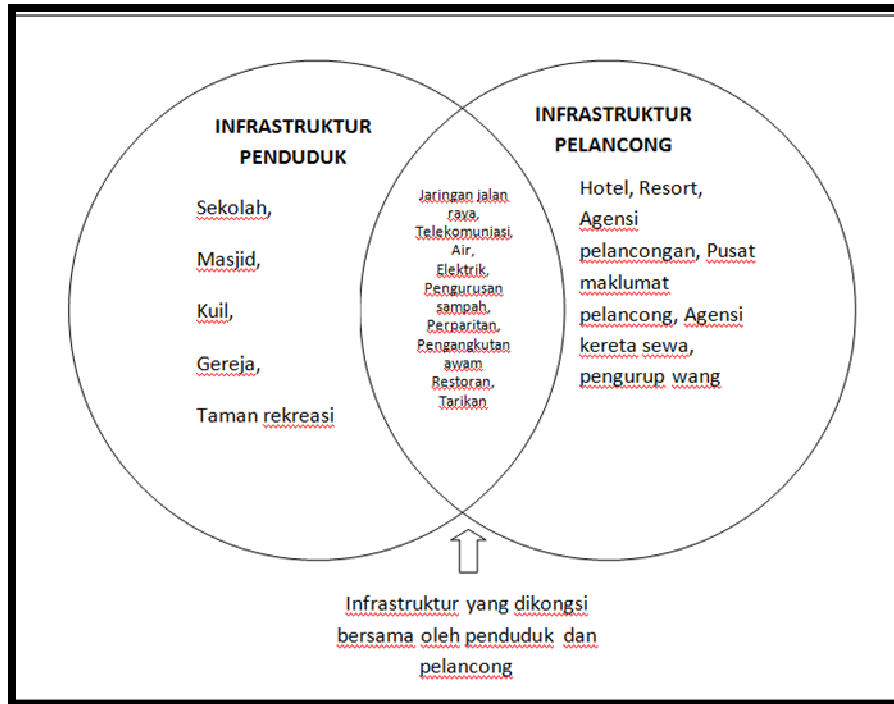 INFRASTRUKTUR
PENDUDUK
Sekolah,
Masjid,
Kuil,
Gereja,
Taman rekreasi
Jaringan jalan
raya,
Telekomuniasi,
Air,
Elektrik,
Pengurusan
sampah,
Perparitan,
Pengangkutan
awam
Restoran,
Tarikan
INFRASTRUKTUR
PELANCONG
Hotel, Resort,
Agensi
pelancongan, Pusat
maklumat
pelancong, Agensi
kereta sewa,
pengurup wang
Infrastruktur yang dikongsi
bersama oleh penduduk dan
pelancong